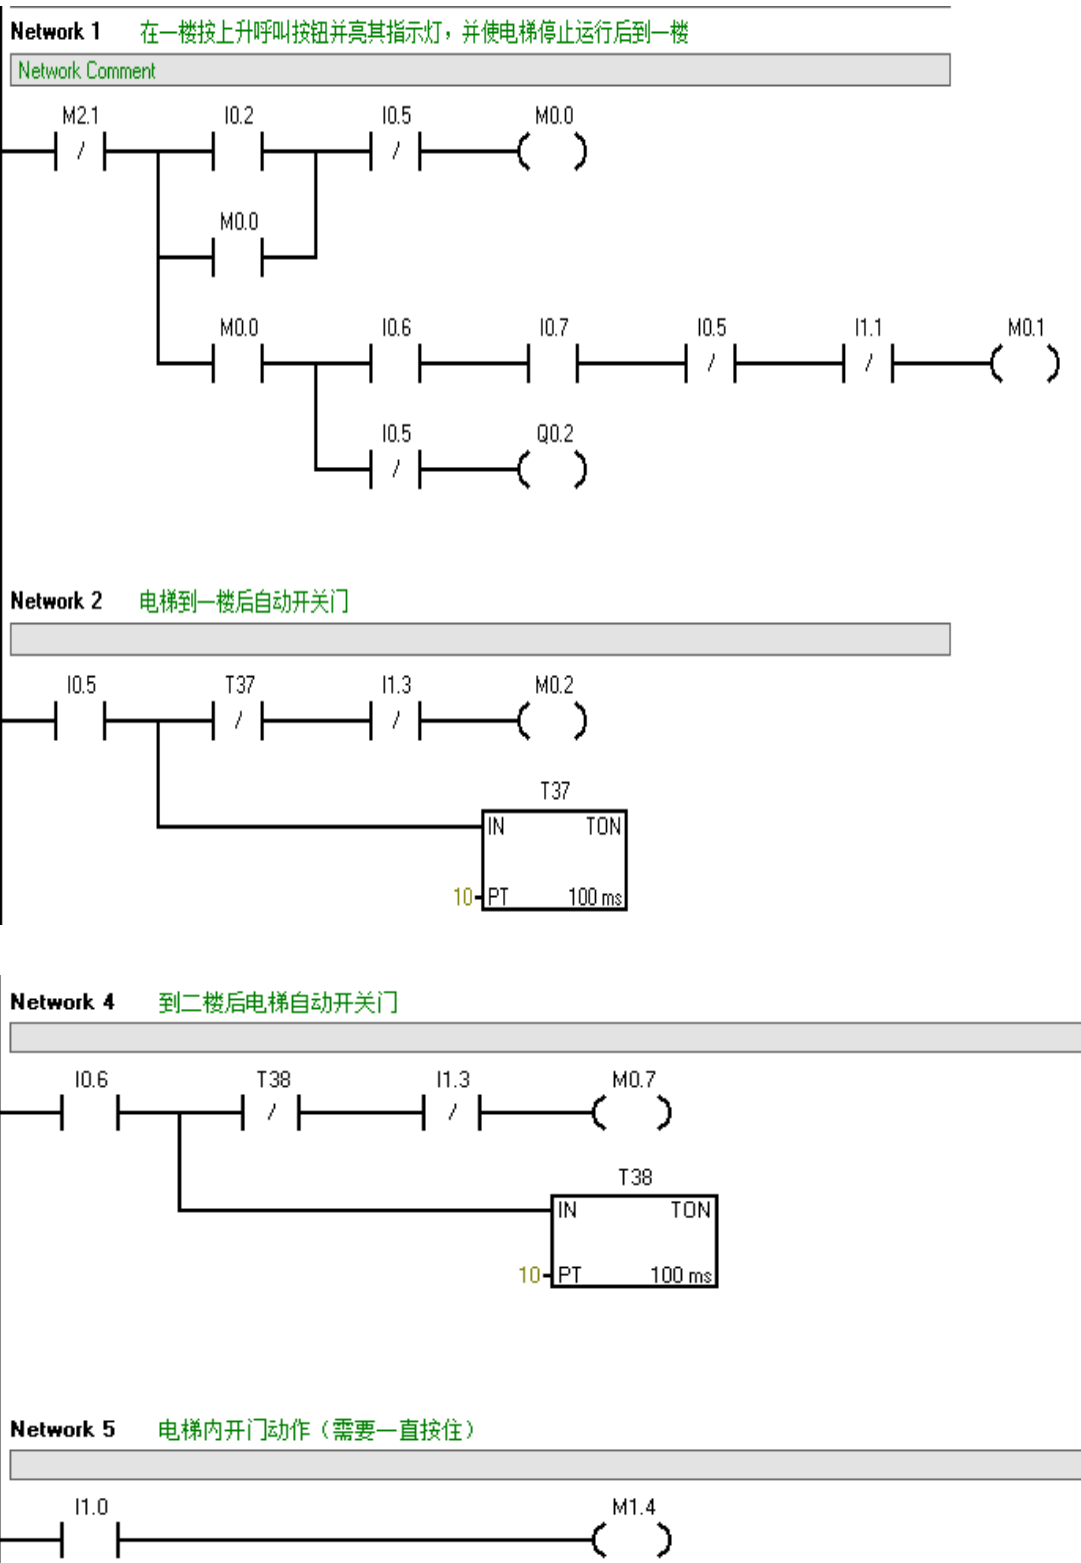 Network 1 在一楼按上升呼叫按钮并亮其指示灯，并使电梯停止运行后到一楼
Network Comment
M2.1 I0.2 I0.5 M0.0
/ /
M0.0
M0.0 I0.6 I0.7 I0.5 I1.1 M0.1
/ /
I0.5 Q0.2
/
Network 2 电梯到一楼后自动开关门
I0.5 T37 I1.3 M0.2
/ /
T37
IN TON
10 PT 100 ms
Network 4 到二楼后电梯自动开关门
I0.6 T38 I1.3 M0.7
/ /
T38
IN TON
10 PT 100 ms
Network 5 电梯内开门动作（需要一直按住）
I1.0 M1.4